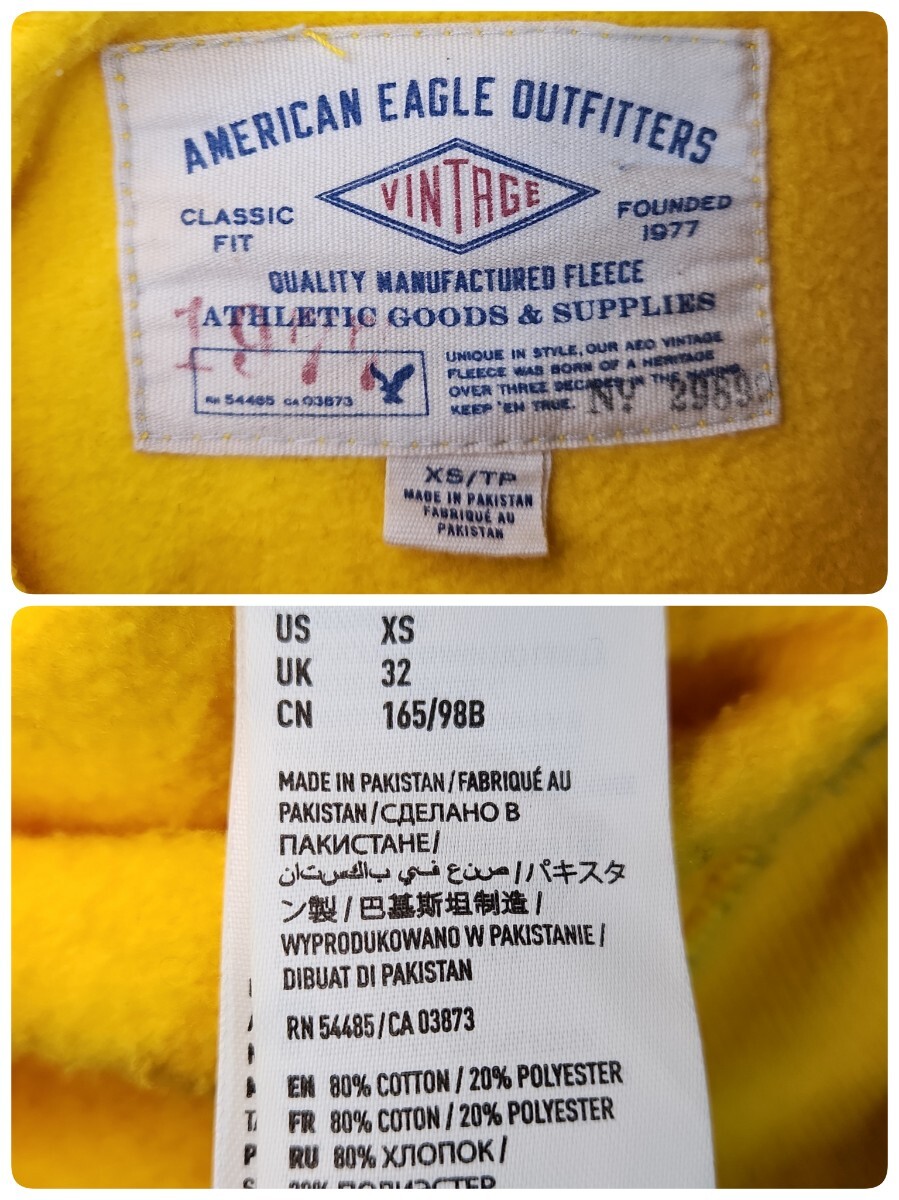 AMERICAN EAGLE OUTFITTERS
VINTAGE
CLASSIC
FIT
FOUNDED
1977
QUALITY MANUFACTURED FLEECE
1977
ATHLETIC GOODS & SUPPLIES
RN 54485 CA 03873
UNIQUE IN STYLE, OUR AEO VINTAGE
FLEECE WAS BORN OF A HERITAGE
OVER THREE DECADES IN THE MAKING
KEEP 'EM TRUE.
NY 29899
XS/TP
MADE IN PAKISTAN
FABRIQUÉ AU
PAKISTAN
US XS
UK 32
CN 165/98B
MADE IN PAKISTAN/FABRIQUÉ AU
PAKISTAN/СДЕЛАНО В
ПАКИСТАНЕ/
صنع في باكستان/パキスタ
ン製/巴基斯坦制造/
WYPRODUKOWANO W PAKISTANIE/
DIBUAT DI PAKISTAN
RN 54485/CA 03873
EN 80% COTTON / 20% POLYESTER
FR 80% COTON / 20% POLYESTER
RU 80% ХЛОПОК/
20% ПОЛИЭСТЕР